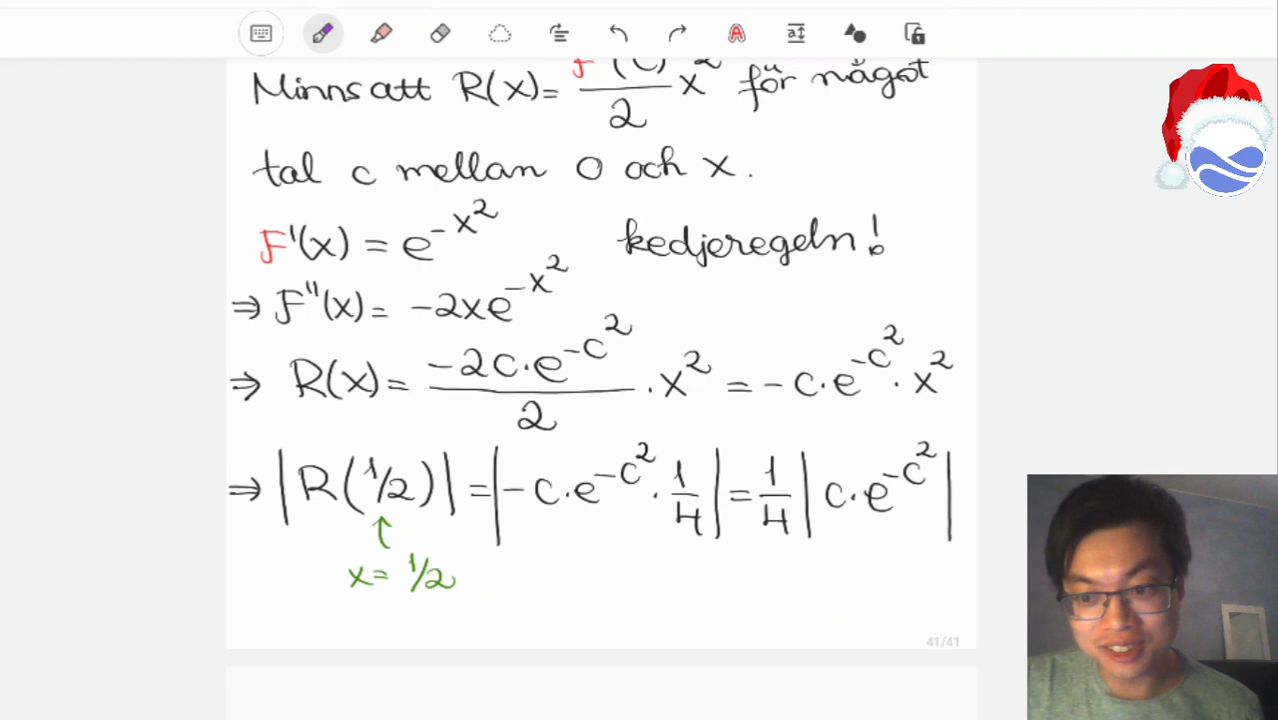 Minns att R(x) = F''(c)/2 x² för något
tal c mellan 0 och x.
F'(x) = e^(-x²) kedjeregeln!
⇒ F''(x) = -2xe^(-x²)
⇒ R(x) = (-2c·e^(-c²))/2 · x² = -c·e^(-c²) · x²
⇒ |R(1/2)| = |-c·e^(-c²) · 1/4| = 1/4 |c·e^(-c²)|
↑
x = 1/2
41/41